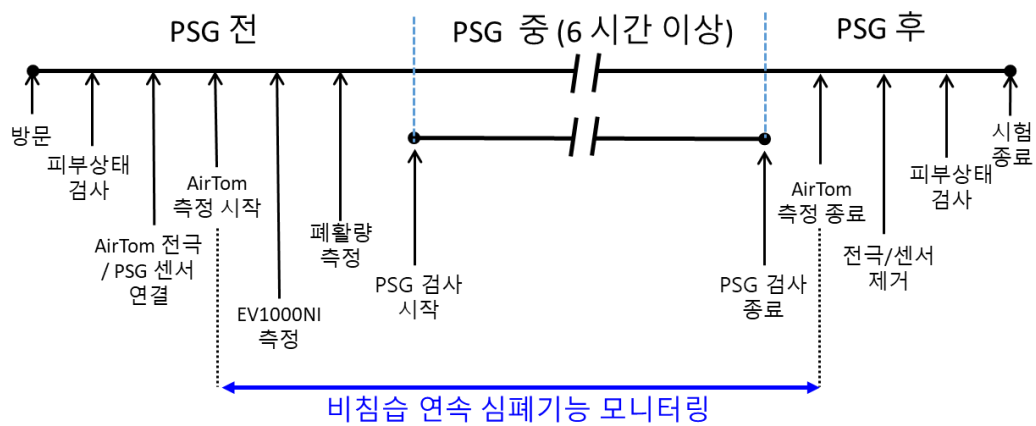 PSG 전
PSG 중 (6 시간 이상)
PSG 후
방문
피부상태
검사
AirTom 전극
/ PSG 센서
연결
AirTom
측정 시작
EV1000NI
측정
폐활량
측정
PSG 검사
시작
PSG 검사
종료
AirTom
측정 종료
전극/센서
제거
피부상태
검사
시험
종료
비침습 연속 심폐기능 모니터링